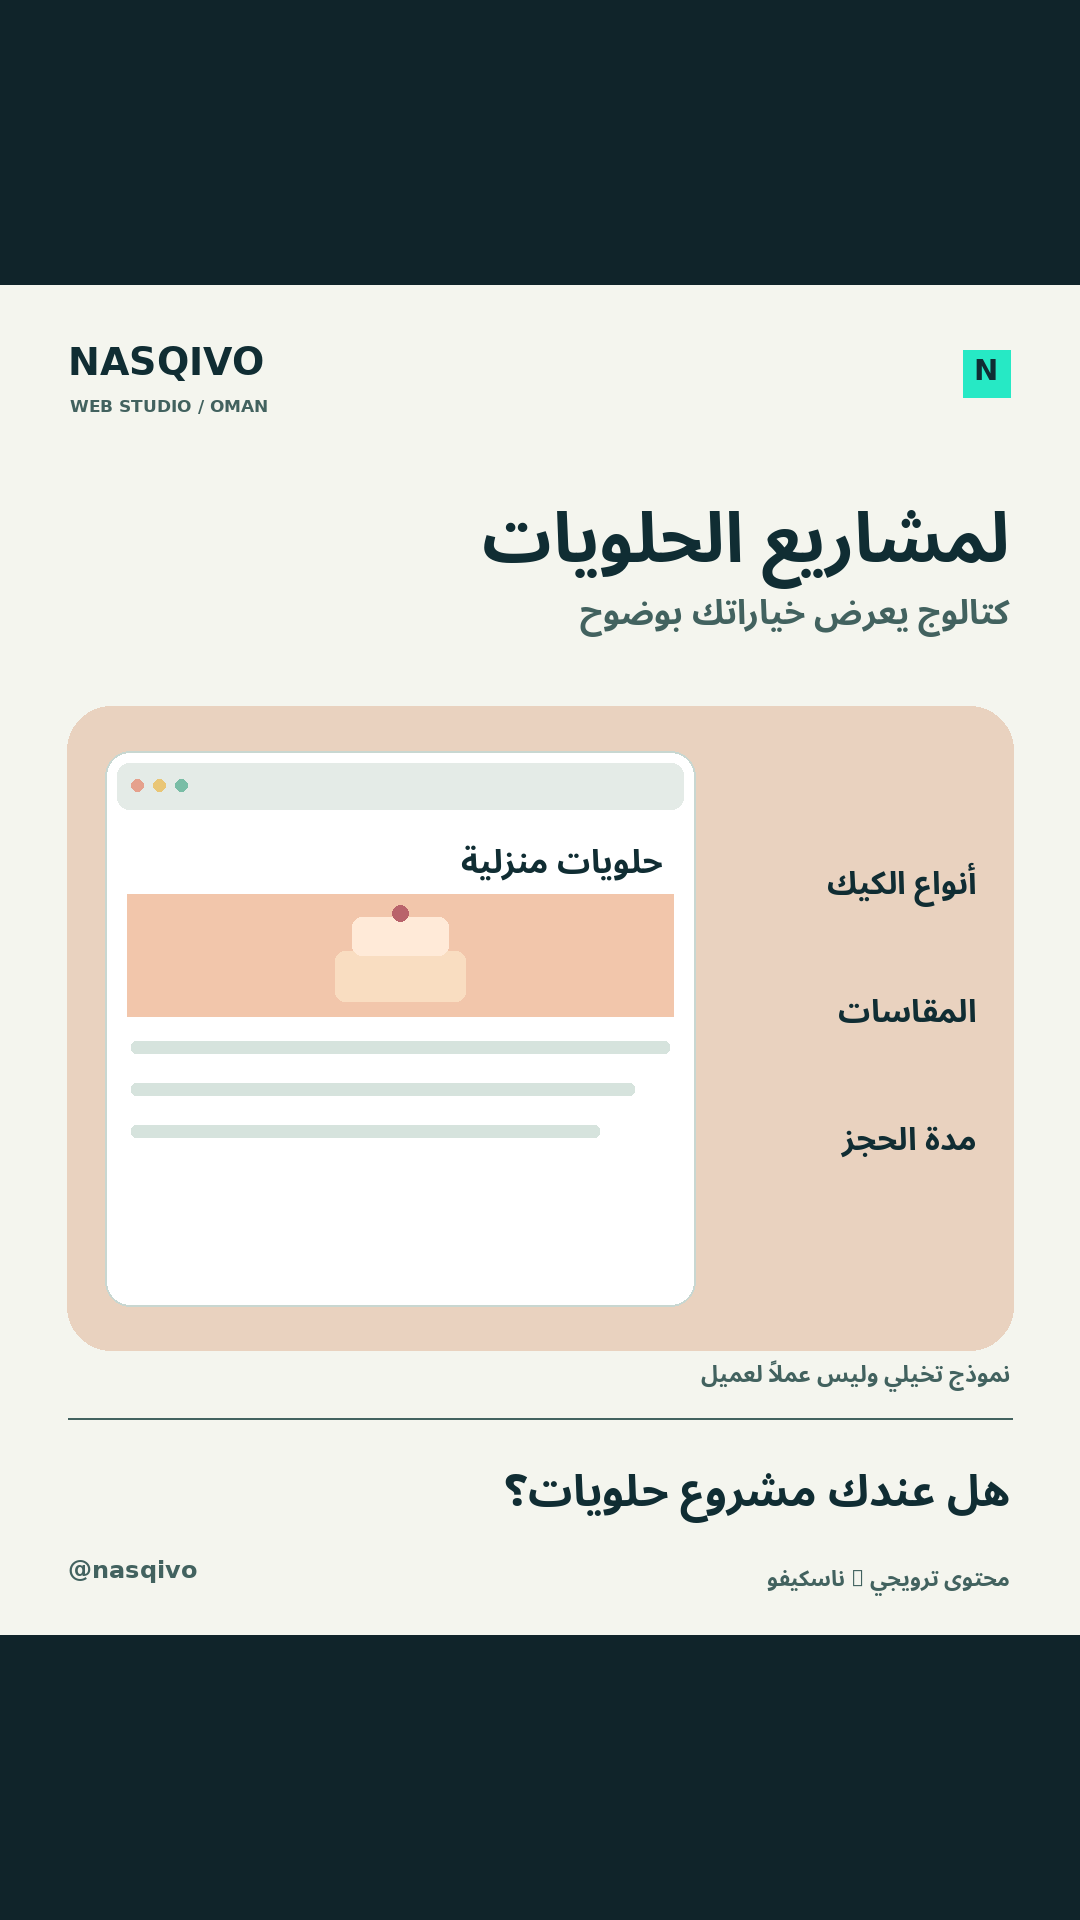 NASQIVO
N
WEB STUDIO / OMAN
لمشاريع الحلويات
كتالوج يعرض خياراتك بوضوح
حلويات منزلية
أنواع الكيك
المقاسات
مدة الحجز
نموذج تخيلي وليس عملاً لعميل
هل عندك مشروع حلويات؟
محتوى ترويجي ▯ ناسكيفو
@nasqivo